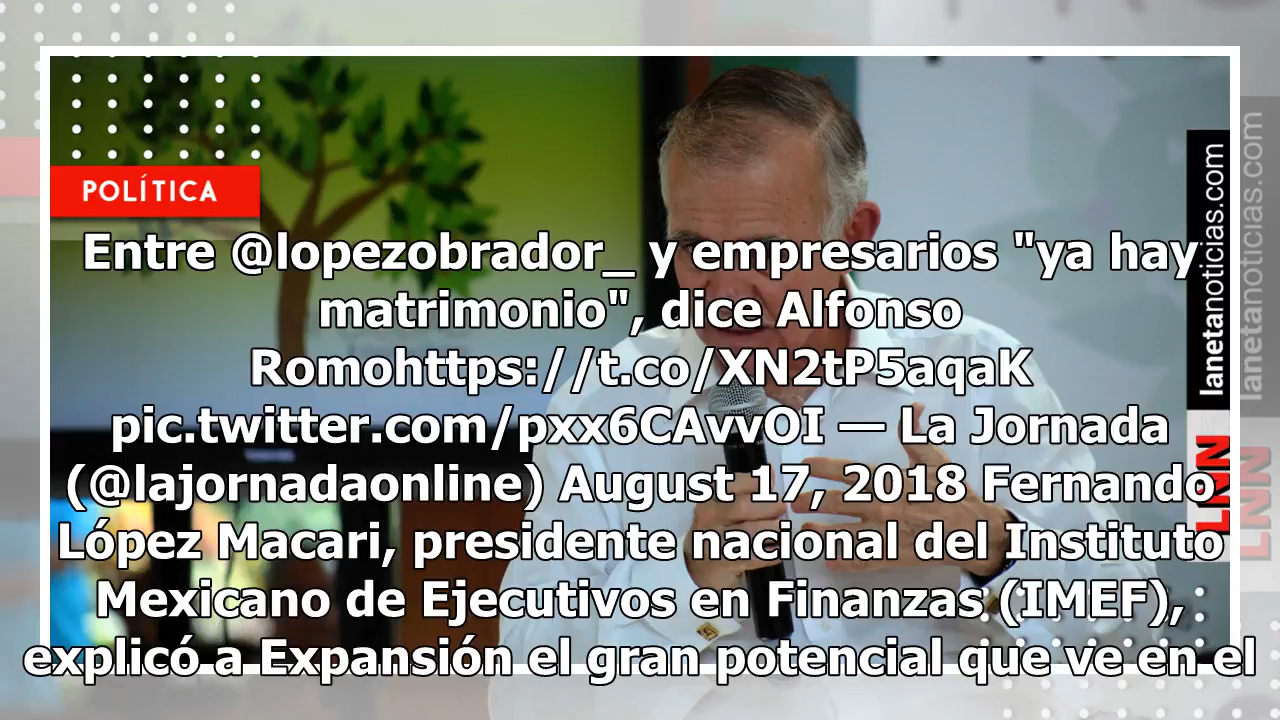 POLÍTICA
Entre @lopezobrador_ y empresarios "ya hay
matrimonio", dice Alfonso
Romohttps://t.co/XN2tP5aqaK
pic.twitter.com/pxx6CAvvOI — La Jornada
(@lajornadaonline) August 17, 2018 Fernando
López Macari, presidente nacional del Instituto
Mexicano de Ejecutivos en Finanzas (IMEF),
explicó a Expansión el gran potencial que ve en el
lanetanoticias.com
LNN
lanetanoticias.com
LNN